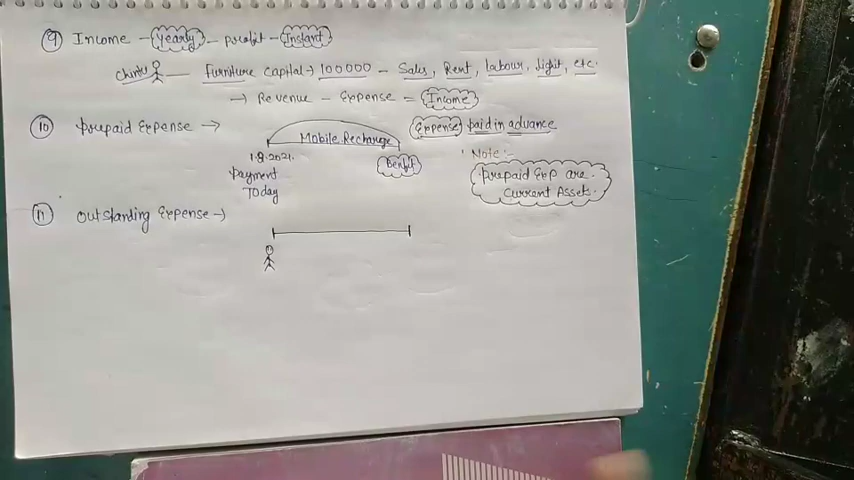 9 Income - Yearly - profit - Instant
Chintu - Furniture Capital → 100000 - Sales, Rent, labour, light, etc.
→ Revenue - Expense = Income
10 Prepaid Expense → Mobile Recharge Expense paid in advance
1.8.2021.
Payment
Today
Benefit
Note:-
Prepaid Exp are
Current Asset.
11 Outstanding Expense →